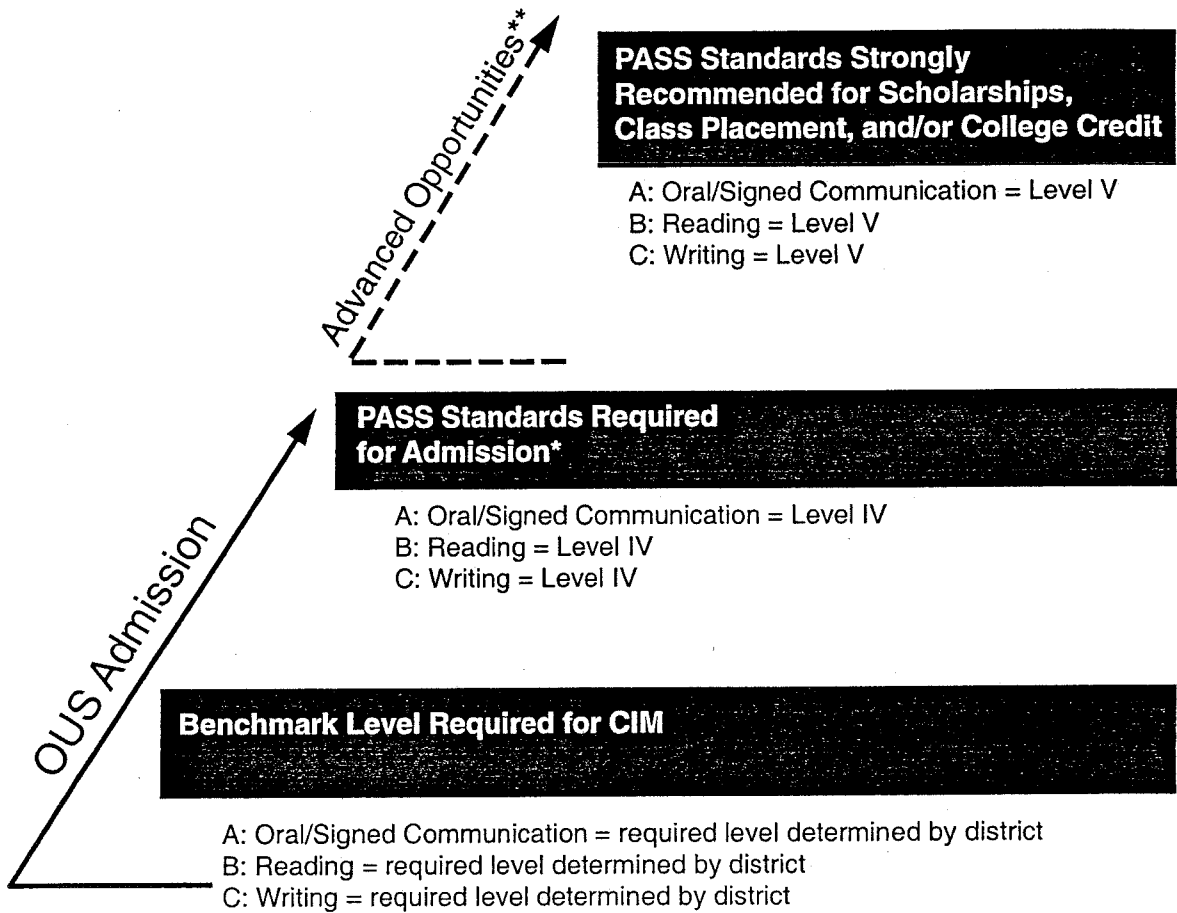 Advanced Opportunities**
PASS Standards Strongly
Recommended for Scholarships,
Class Placement, and/or College Credit
A: Oral/Signed Communication = Level V
B: Reading = Level V
C: Writing = Level V
PASS Standards Required
for Admission*
A: Oral/Signed Communication = Level IV
B: Reading = Level IV
C: Writing = Level IV
OUS Admission
Benchmark Level Required for CIM
A: Oral/Signed Communication = required level determined by district
B: Reading = required level determined by district
C: Writing = required level determined by district